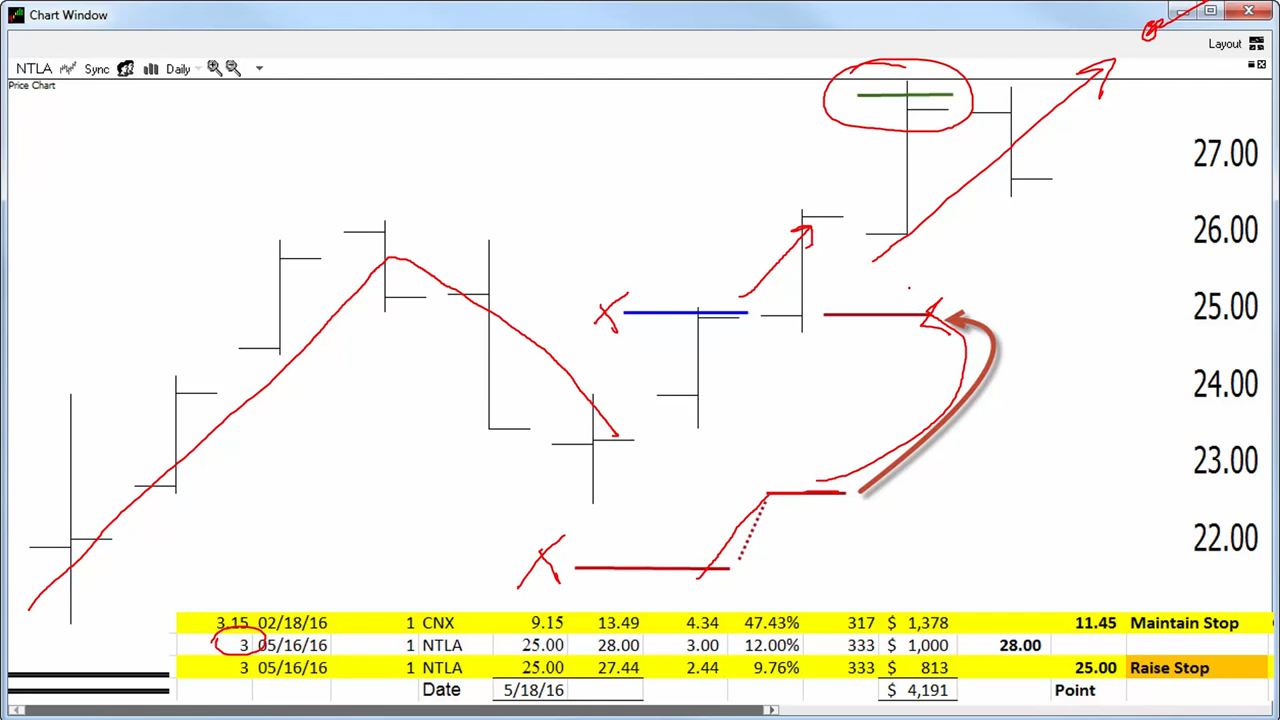 Chart Window
Layout
NTLA Sync Daily
Price Chart
27.00
26.00
25.00
24.00
23.00
22.00
3.15 02/18/16 1 CNX 9.15 13.49 4.34 47.43% 317 $ 1,378 11.45 Maintain Stop
3 05/16/16 1 NTLA 25.00 28.00 3.00 12.00% 333 $ 1,000 28.00
3 05/16/16 1 NTLA 25.00 27.44 2.44 9.76% 333 $ 813 25.00 Raise Stop
Date 5/18/16 $ 4,191 Point